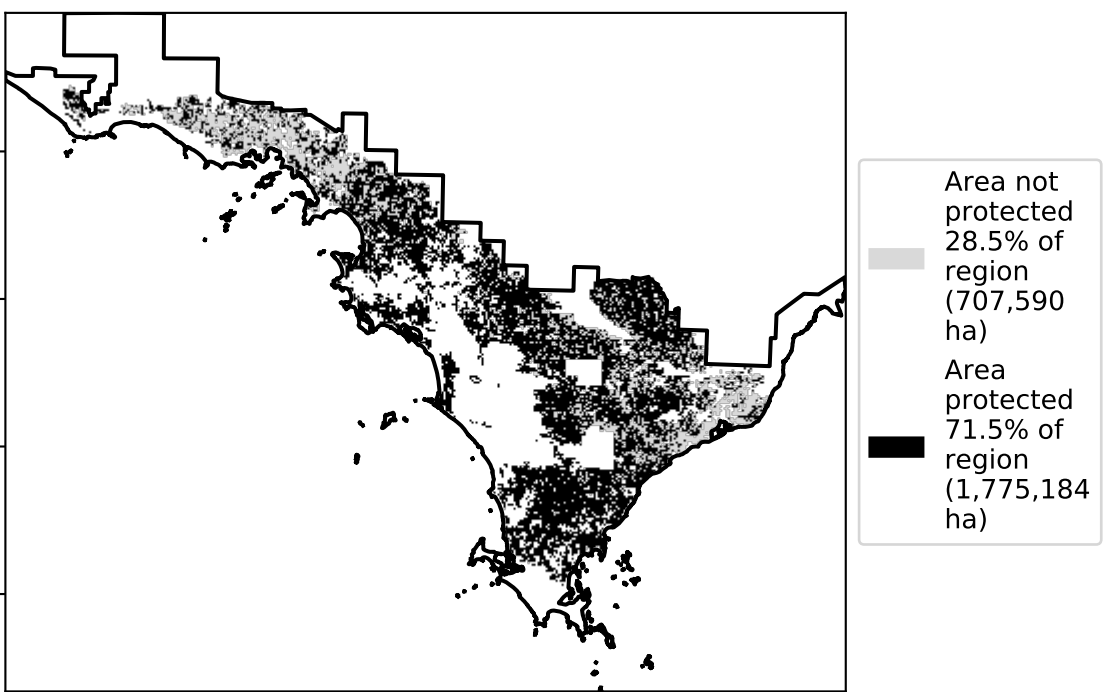 Area not
protected
28.5% of
region
(707,590
ha)
Area
protected
71.5% of
region
(1,775,184
ha)